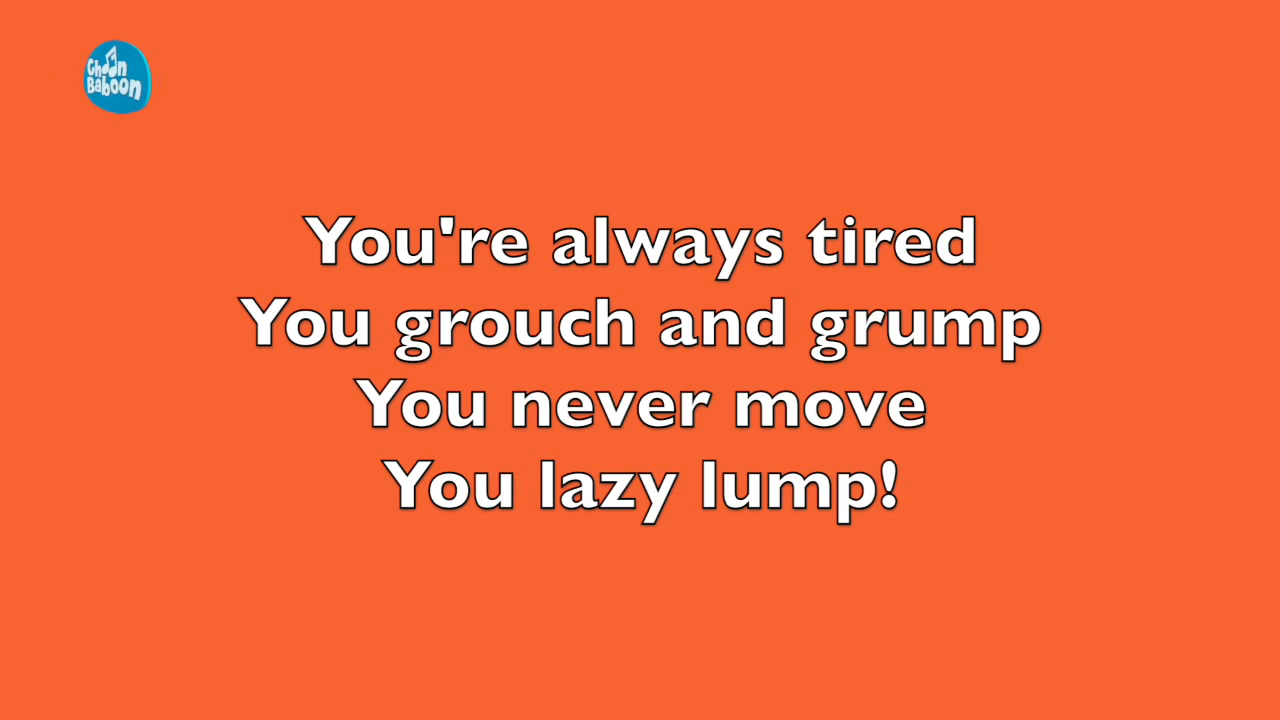 Choon
Baboon
You're always tired
You grouch and grump
You never move
You lazy lump!